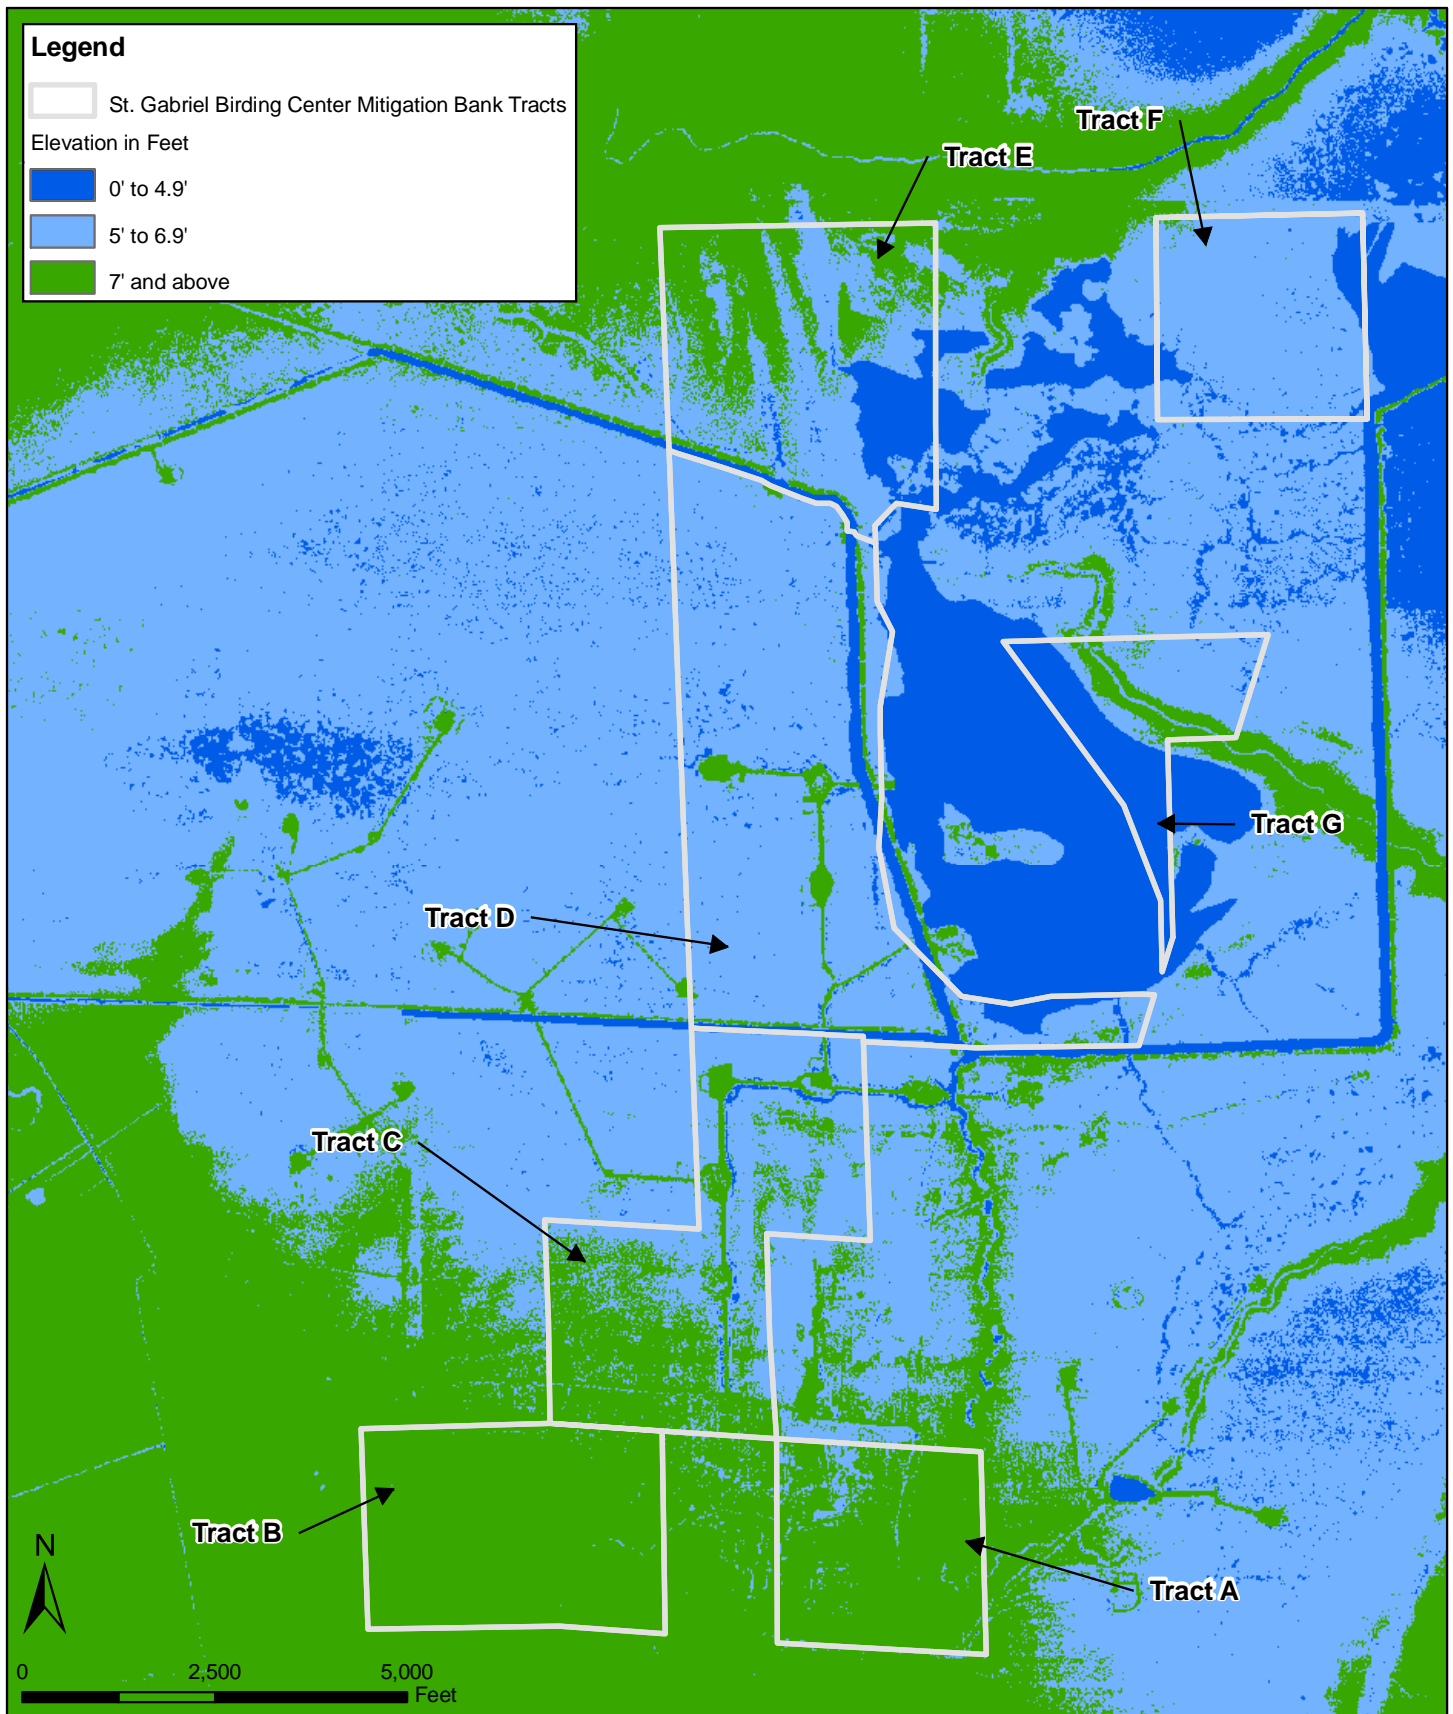 Legend
St. Gabriel Birding Center Mitigation Bank Tracts
Elevation in Feet
0' to 4.9'
5' to 6.9'
7' and above
Tract F
Tract E
Tract G
Tract D
Tract C
Tract B
Tract A
N
0 2,500 5,000
Feet